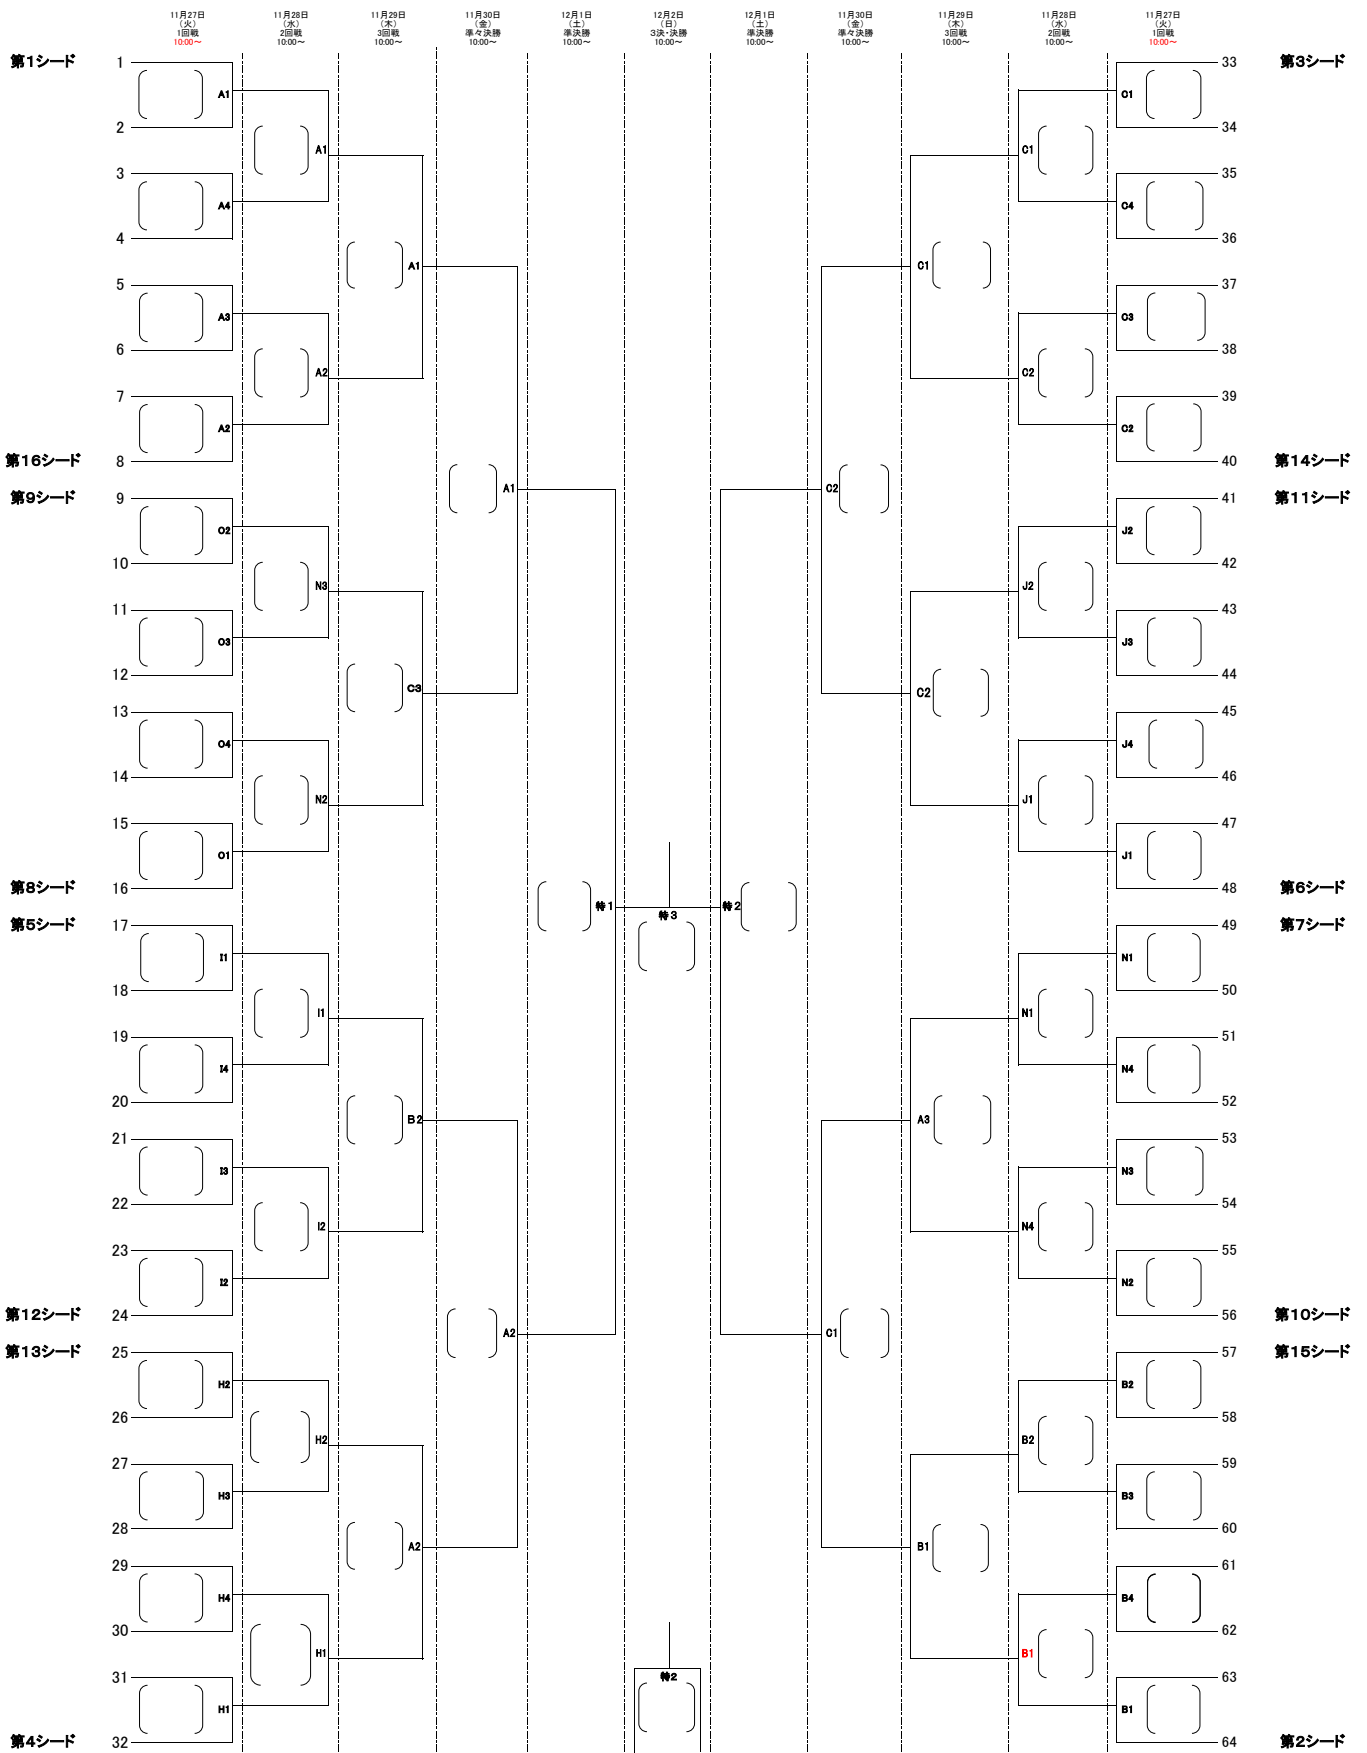 11月27日
(火)
1回戦
10:00~
11月28日
(水)
2回戦
10:00~
11月29日
(木)
3回戦
10:00~
11月30日
(金)
準々決勝
10:00~
12月1日
(土)
準決勝
10:00~
12月2日
(日)
3決・決勝
10:00~
12月1日
(土)
準決勝
10:00~
11月30日
(金)
準々決勝
10:00~
11月29日
(木)
3回戦
10:00~
11月28日
(水)
2回戦
10:00~
11月27日
(火)
1回戦
10:00~
第1シード 1 33 第3シード
A1 C1
2 34
A1 C1
3 35
A4 C4
4 36
A1 C1
5 37
A3 C3
6 38
A2 C2
7 39
A2 C2
第16シード 8 40 第14シード
A1 C2
第9シード 9 41 第11シード
O2 J2
10 42
N3 J2
11 43
O3 J3
12 44
C3 C2
13 45
O4 J4
14 46
N2 J1
15 47
O1 J1
第8シード 16 48 第6シード
特1 特3 特2
第5シード 17 49 第7シード
I1 N1
18 50
I1 N1
19 51
I4 N4
20 52
B2 A3
21 53
I3 N3
22 54
I2 N4
23 55
I2 N2
第12シード 24 56 第10シード
A2 C1
第13シード 25 57 第15シード
H2 B2
26 58
H2 B2
27 59
H3 B3
28 60
A2 B1
29 61
H4 B4
30 62
H1 B1
31 特2 63
H1 B1
第4シード 32 64 第2シード